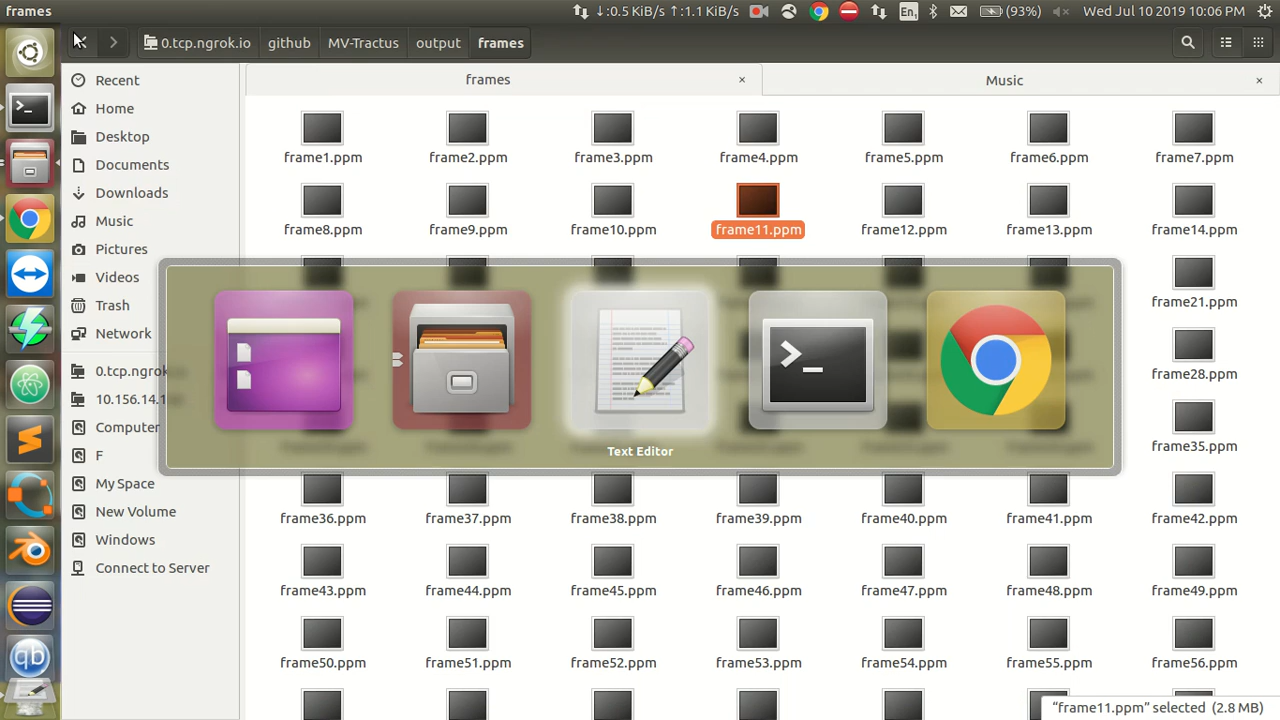 frames
↓:0.5 KiB/s ↑:1.1 KiB/s
En1
(93%)
Wed Jul 10 2019 10:06 PM
0.tcp.ngrok.io
github
MV-Tractus
output
frames
frames
Music
Recent
Home
Desktop
Documents
Downloads
Music
Pictures
Videos
Trash
Network
0.tcp.ngrok
10.156.14.1
Computer
F
My Space
New Volume
Windows
Connect to Server
frame1.ppm frame2.ppm frame3.ppm frame4.ppm frame5.ppm frame6.ppm frame7.ppm
frame8.ppm frame9.ppm frame10.ppm frame11.ppm frame12.ppm frame13.ppm frame14.ppm
frame21.ppm
frame28.ppm
frame35.ppm
Text Editor
frame36.ppm frame37.ppm frame38.ppm frame39.ppm frame40.ppm frame41.ppm frame42.ppm
frame43.ppm frame44.ppm frame45.ppm frame46.ppm frame47.ppm frame48.ppm frame49.ppm
frame50.ppm frame51.ppm frame52.ppm frame53.ppm frame54.ppm frame55.ppm frame56.ppm
“frame11.ppm” selected (2.8 MB)
qb